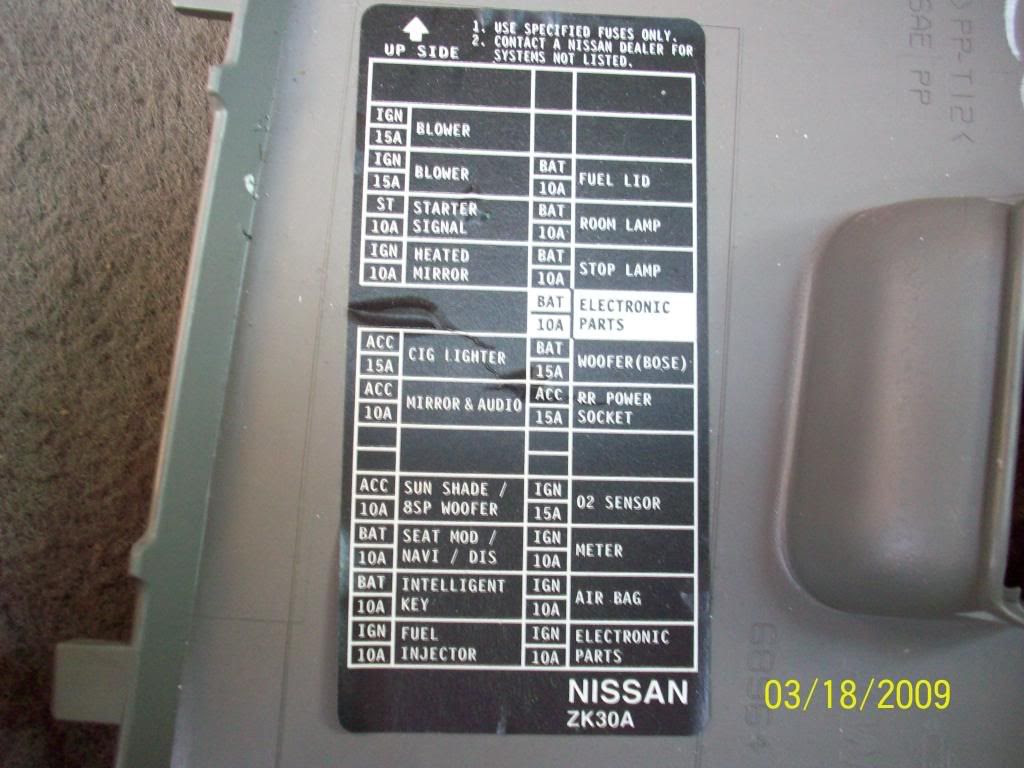 UP SIDE
1. USE SPECIFIED FUSES ONLY.
2. CONTACT A NISSAN DEALER FOR
SYSTEMS NOT LISTED.
IGN
15A
BLOWER
IGN
15A
BLOWER
BAT
10A
FUEL LID
ST
10A
STARTER
SIGNAL
BAT
10A
ROOM LAMP
IGN
10A
HEATED
MIRROR
BAT
10A
STOP LAMP
BAT
10A
ELECTRONIC
PARTS
ACC
15A
CIG LIGHTER
BAT
15A
WOOFER(BOSE)
ACC
10A
MIRROR & AUDIO
ACC
15A
RR POWER
SOCKET
ACC
10A
SUN SHADE /
8SP WOOFER
IGN
15A
O2 SENSOR
BAT
10A
SEAT MOD /
NAVI / DIS
IGN
10A
METER
BAT
10A
INTELLIGENT
KEY
IGN
10A
AIR BAG
IGN
10A
FUEL
INJECTOR
IGN
10A
ELECTRONIC
PARTS
NISSAN
ZK30A
PP-T12<
SAE PP
03/18/2009